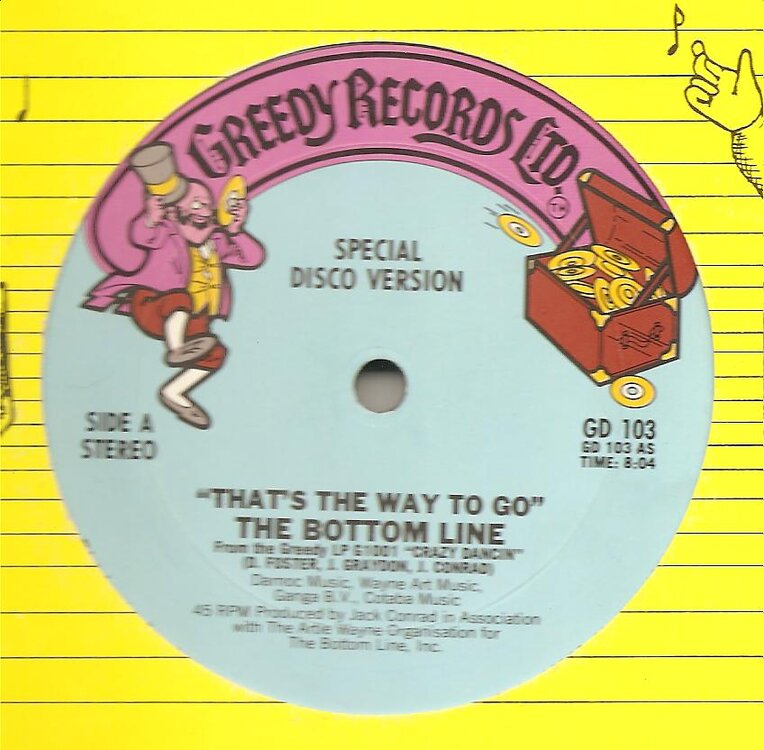 GREEDY RECORDS LTD.
TM
SPECIAL
DISCO VERSION
SIDE A
STEREO
GD 103
GD 103 AS
TIME: 8:04
"THAT'S THE WAY TO GO"
THE BOTTOM LINE
From the Greedy LP G1001 "CRAZY DANCIN'"
(D. FOSTER, J. GRAYDON, J. CONRAD)
Damoc Music, Wayne Art Music,
Ganga B.V., Cotaba Music
45 RPM Produced by Jack Conrad in Association
with The Artie Wayne Organisation for
The Bottom Line, Inc.